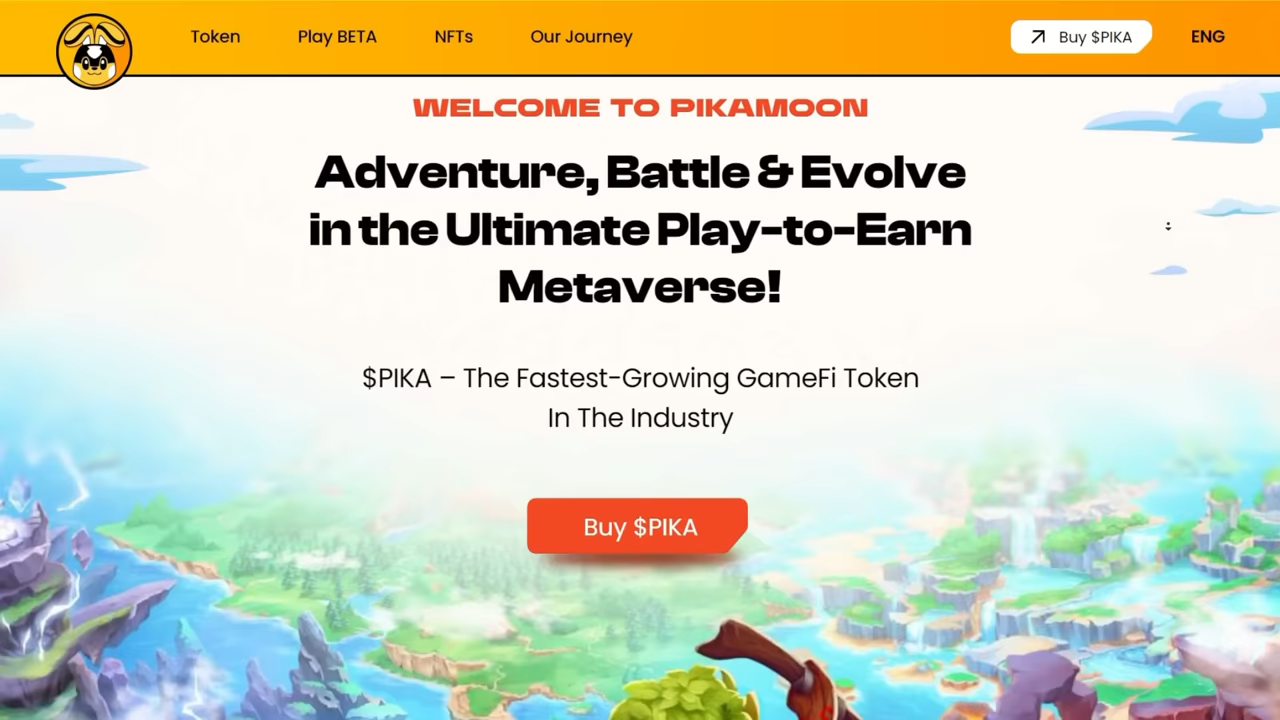 Token
Play BETA
NFTs
Our Journey
Buy $PIKA
ENG
WELCOME TO PIKAMOON
Adventure, Battle & Evolve
in the Ultimate Play-to-Earn
Metaverse!
$PIKA – The Fastest-Growing GameFi Token
In The Industry
Buy $PIKA